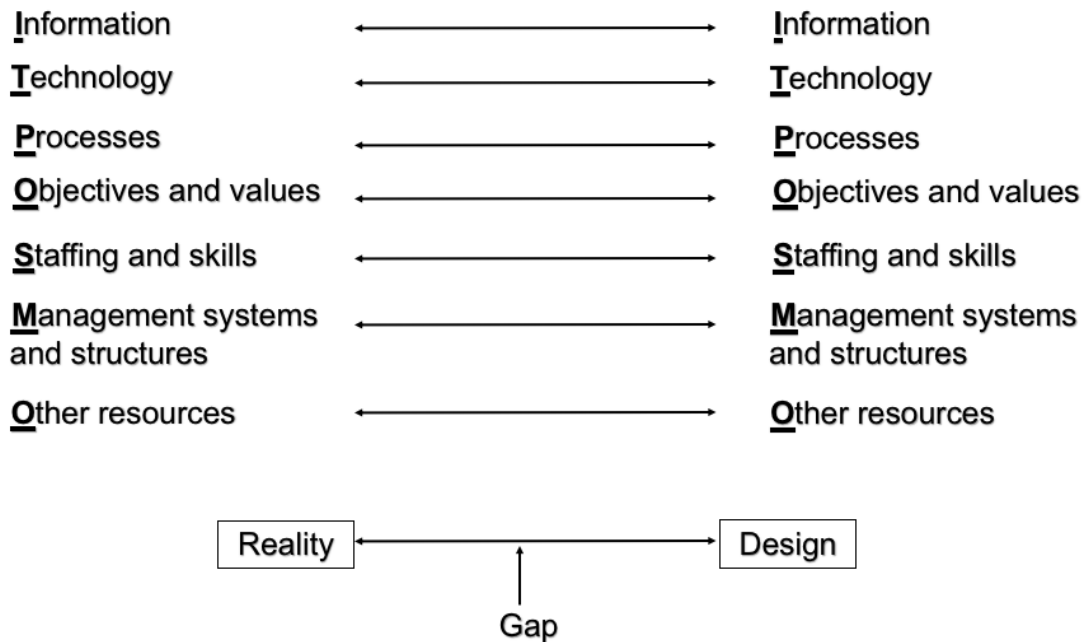 Information Information
Technology Technology
Processes Processes
Objectives and values Objectives and values
Staffing and skills Staffing and skills
Management systems Management systems
and structures and structures
Other resources Other resources
Reality Design
Gap